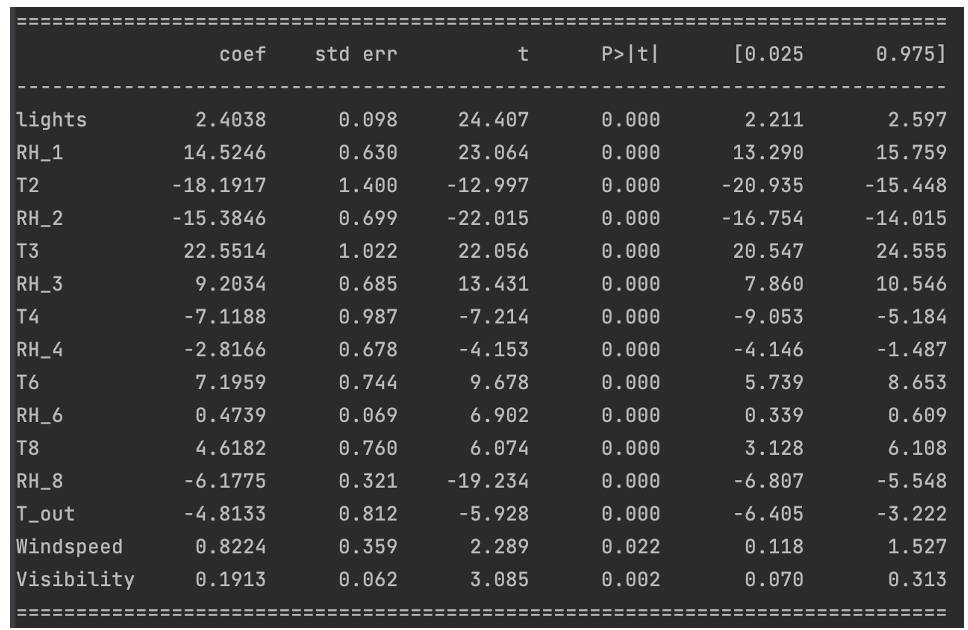 ==============================================================================
                 coef    std err          t      P>|t|      [0.025      0.975]
------------------------------------------------------------------------------
lights         2.4038      0.098     24.407      0.000       2.211       2.597
RH_1          14.5246      0.630     23.064      0.000      13.290      15.759
T2           -18.1917      1.400    -12.997      0.000     -20.935     -15.448
RH_2         -15.3846      0.699    -22.015      0.000     -16.754     -14.015
T3            22.5514      1.022     22.056      0.000      20.547      24.555
RH_3           9.2034      0.685     13.431      0.000       7.860      10.546
T4            -7.1188      0.987     -7.214      0.000      -9.053      -5.184
RH_4          -2.8166      0.678     -4.153      0.000      -4.146      -1.487
T6             7.1959      0.744      9.678      0.000       5.739       8.653
RH_6           0.4739      0.069      6.902      0.000       0.339       0.609
T8             4.6182      0.760      6.074      0.000       3.128       6.108
RH_8          -6.1775      0.321    -19.234      0.000      -6.807      -5.548
T_out         -4.8133      0.812     -5.928      0.000      -6.405      -3.222
Windspeed      0.8224      0.359      2.289      0.022       0.118       1.527
Visibility     0.1913      0.062      3.085      0.002       0.070       0.313
==============================================================================